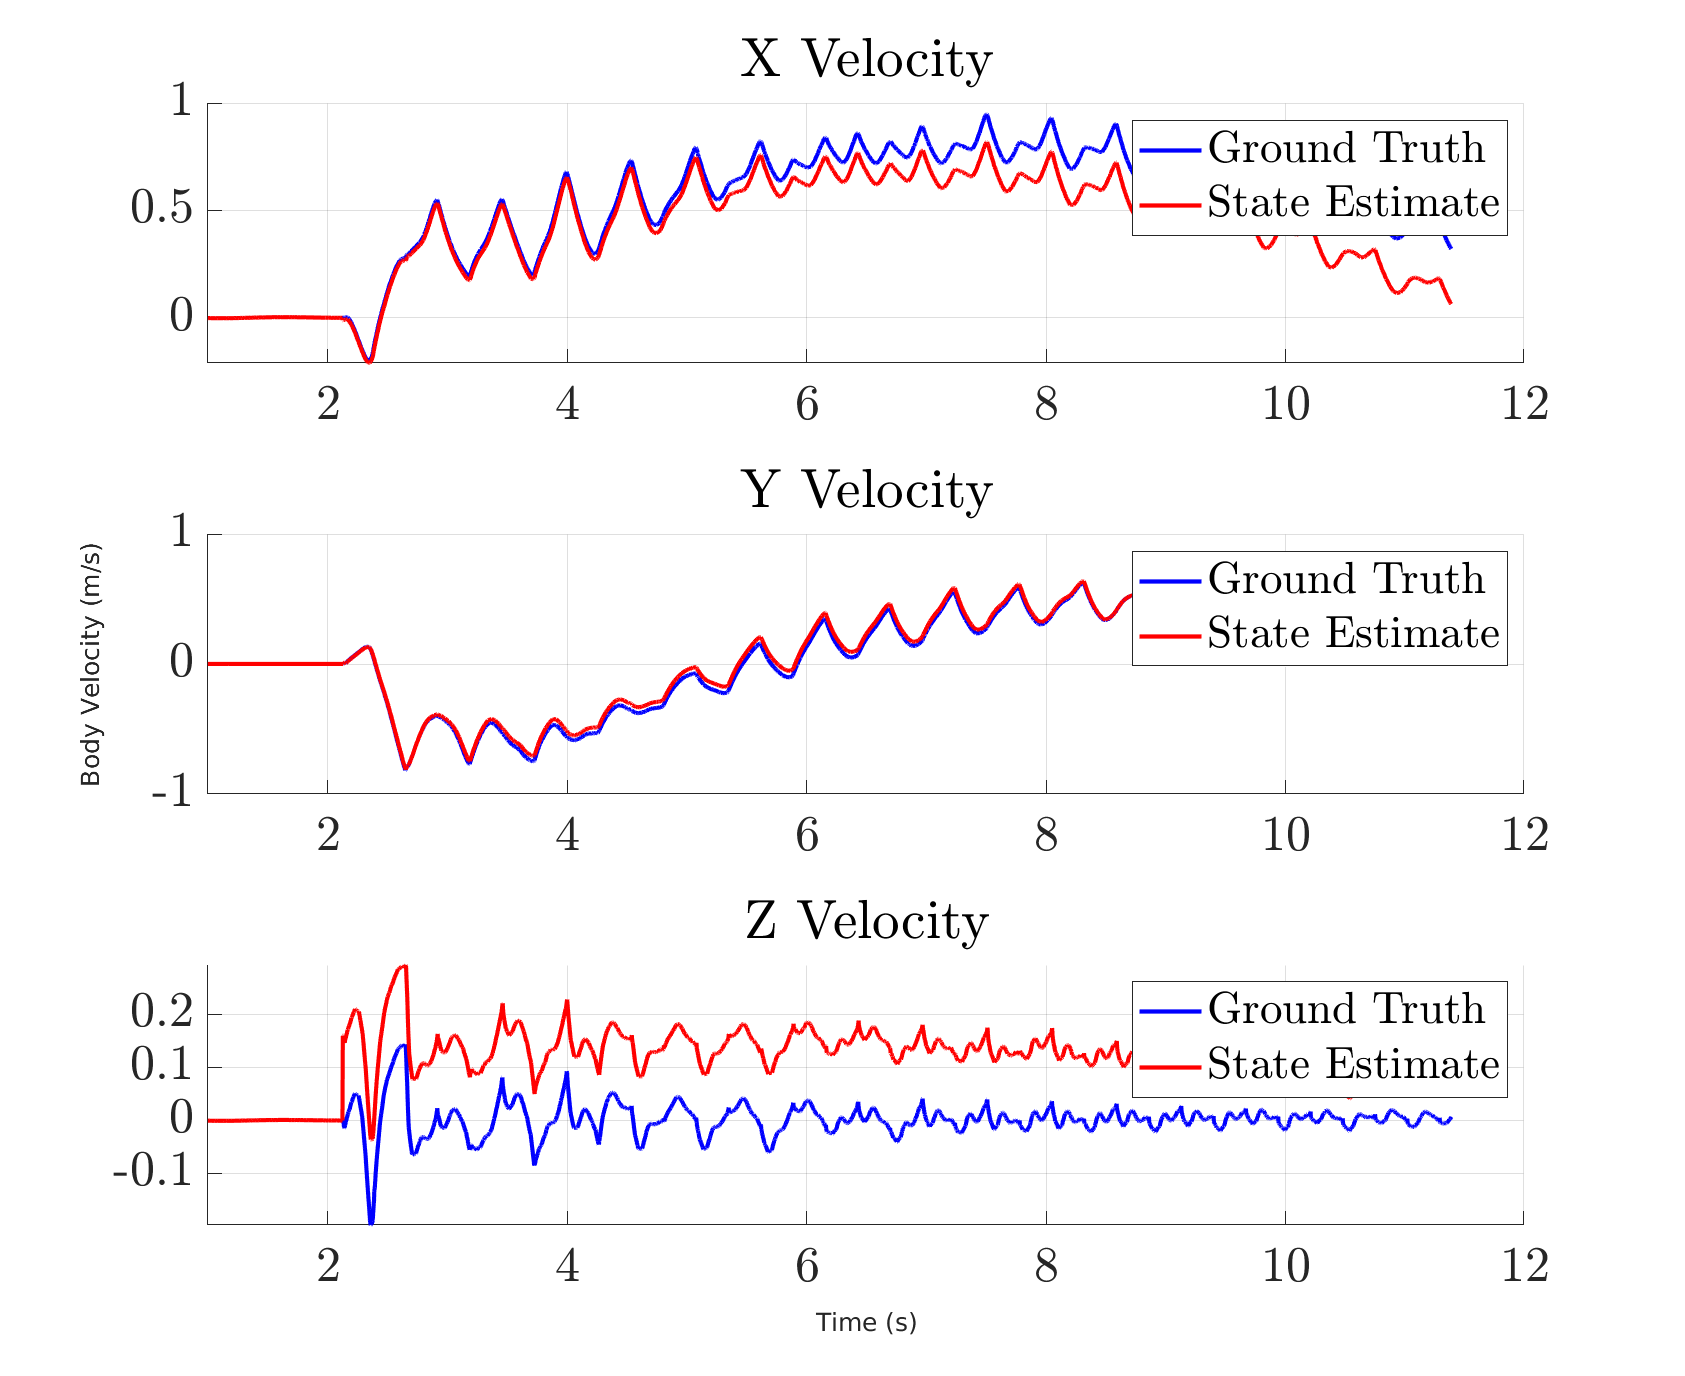 X Velocity
1
0.5
0
2 4 6 8 10 12
Ground Truth
State Estimate
Y Velocity
Body Velocity (m/s)
1
0
-1
2 4 6 8 10 12
Ground Truth
State Estimate
Z Velocity
0.2
0.1
0
-0.1
2 4 6 8 10 12
Ground Truth
State Estimate
Time (s)